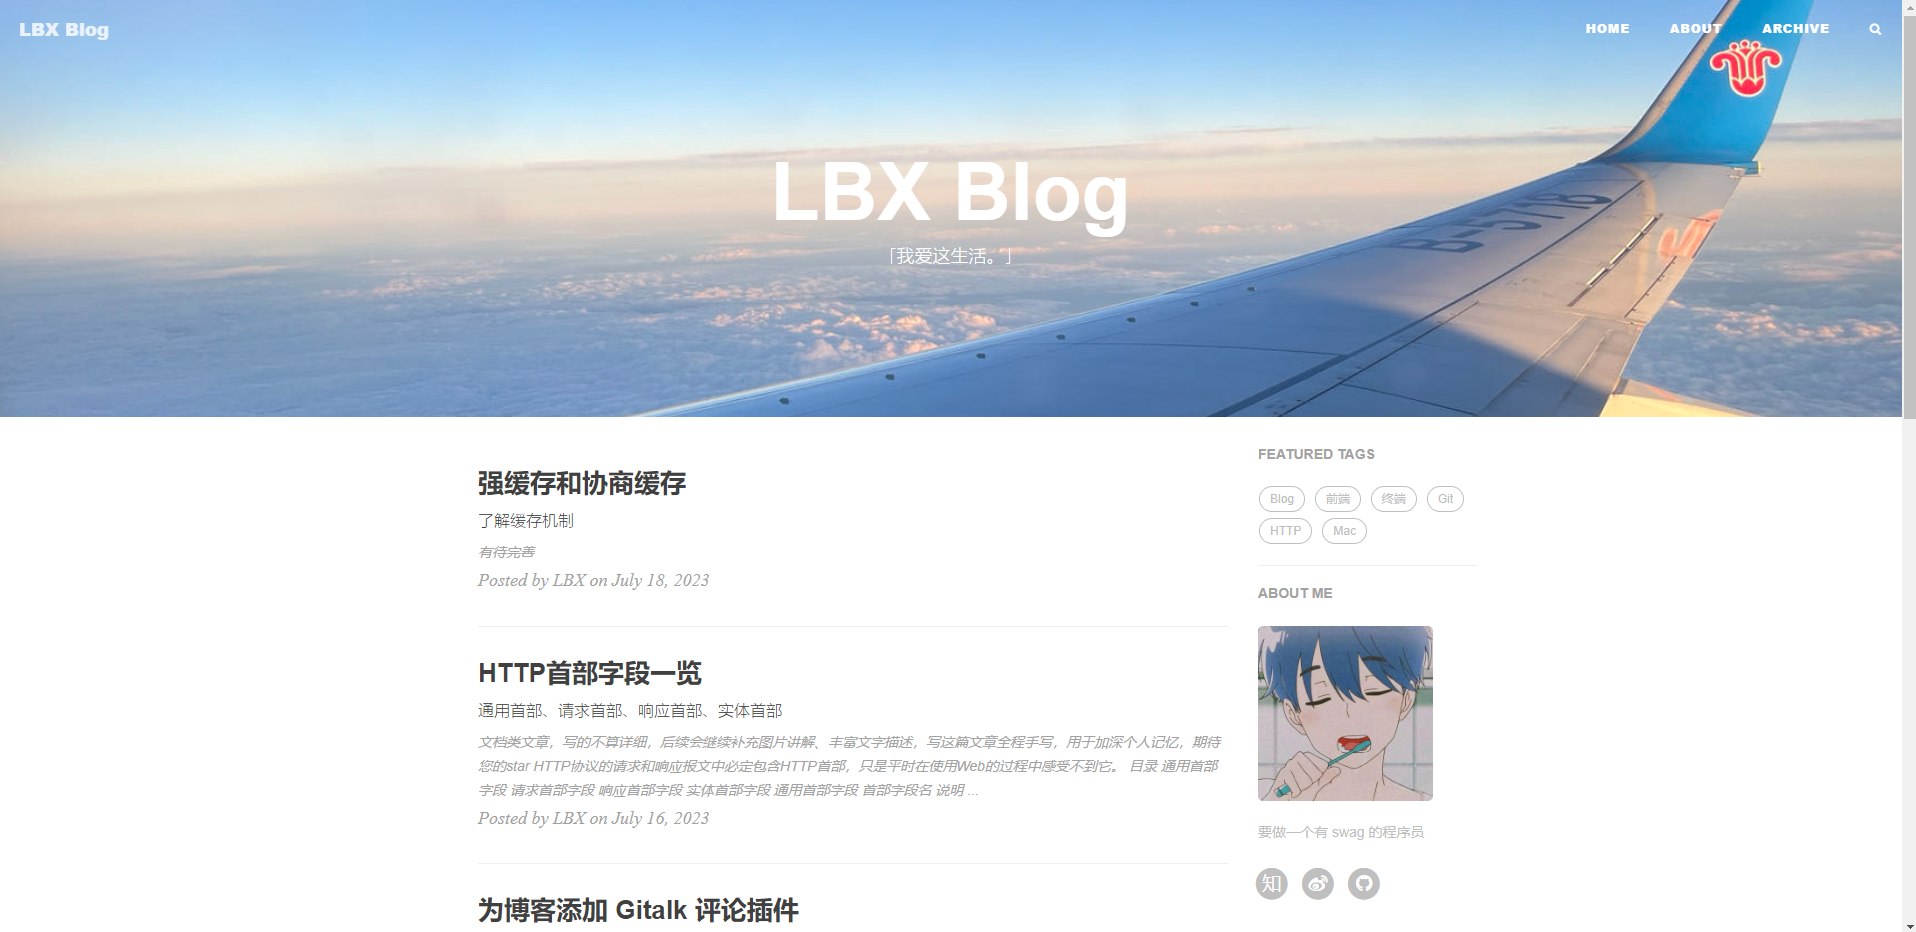 LBX Blog
HOME
ABOUT
ARCHIVE
LBX Blog
「我爱这生活。」
B-5718
强缓存和协商缓存
了解缓存机制
有待完善
Posted by LBX on July 18, 2023
HTTP首部字段一览
通用首部、请求首部、响应首部、实体首部
文档类文章，写的不算详细，后续会继续补充图片讲解、丰富文字描述，写这篇文章全程手写，用于加深个人记忆，期待
您的star HTTP协议的请求和响应报文中必定包含HTTP首部，只是平时在使用Web的过程中感受不到它。 目录 通用首部
字段 请求首部字段 响应首部字段 实体首部字段 通用首部字段 首部字段名 说明 ...
Posted by LBX on July 16, 2023
为博客添加 Gitalk 评论插件
FEATURED TAGS
Blog
前端
终端
Git
HTTP
Mac
ABOUT ME
要做一个有 swag 的程序员
知